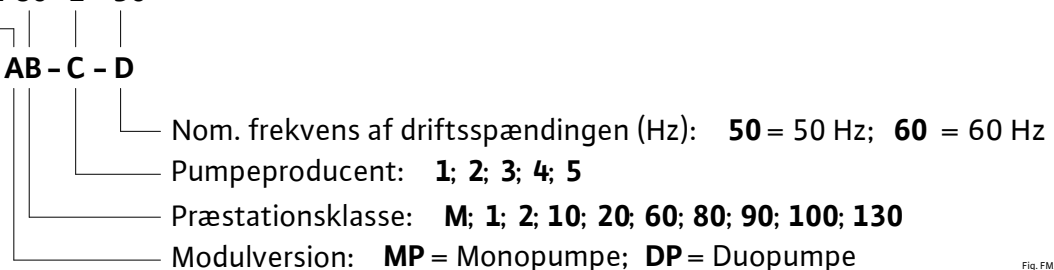 AB – C – D
Nom. frekvens af driftsspændingen (Hz): 50 = 50 Hz; 60 = 60 Hz
Pumpeproducent: 1; 2; 3; 4; 5
Præstationsklasse: M; 1; 2; 10; 20; 60; 80; 90; 100; 130
Modulversion: MP = Monopumpe; DP = Duopumpe
Fig. FM